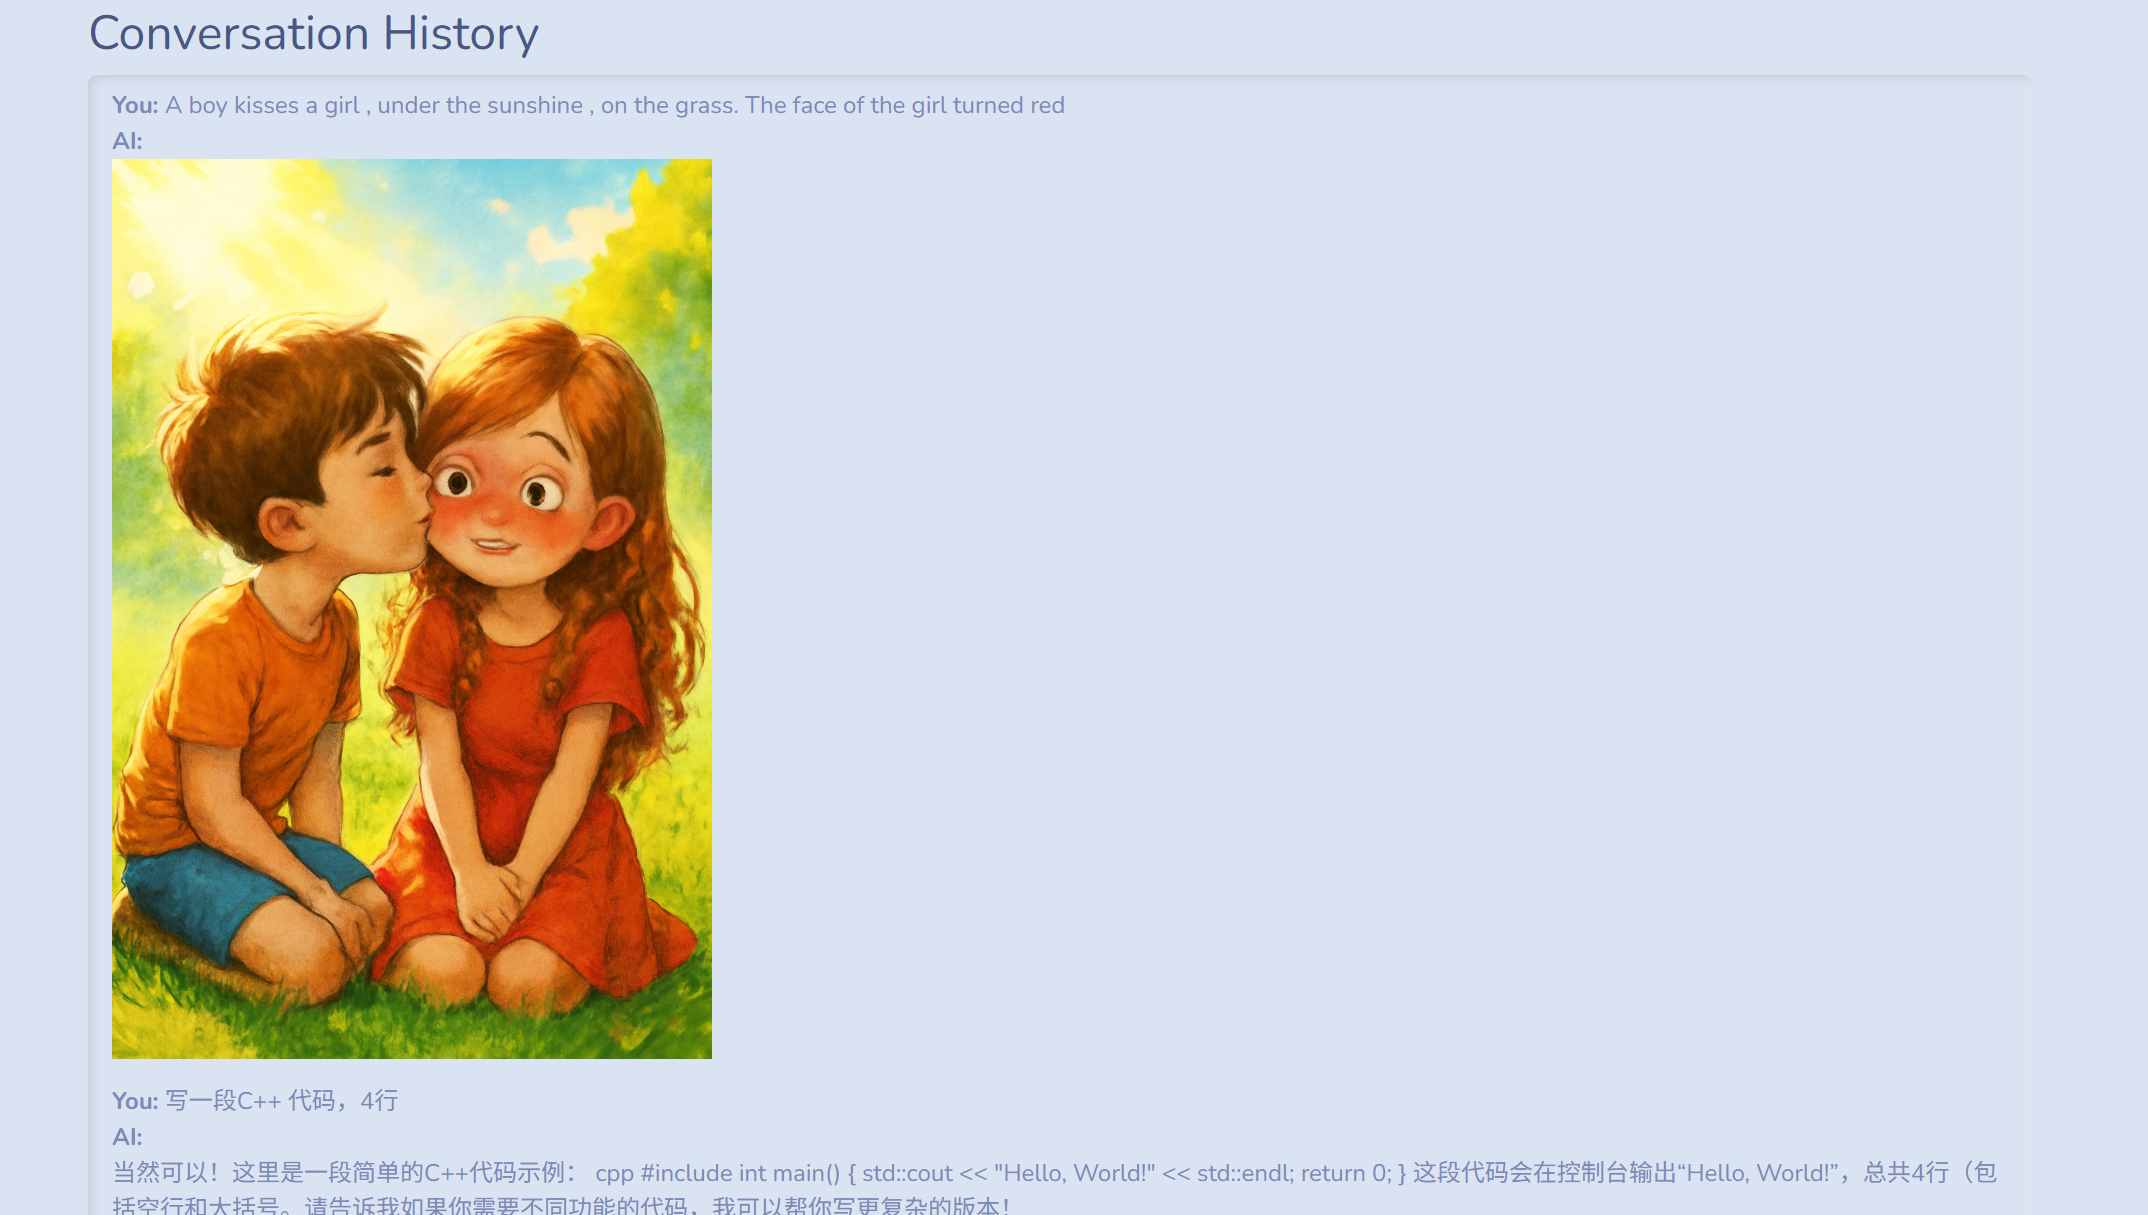 Conversation History
You: A boy kisses a girl , under the sunshine , on the grass. The face of the girl turned red
AI:
You: 写一段C++ 代码，4行
AI:
当然可以！这里是一段简单的C++代码示例： cpp #include int main() { std::cout << "Hello, World!" << std::endl; return 0; } 这段代码会在控制台输出“Hello, World!”，总共4行（包
括空行和大括号。请告诉我如果你需要不同功能的代码，我可以帮你写更复杂的版本！